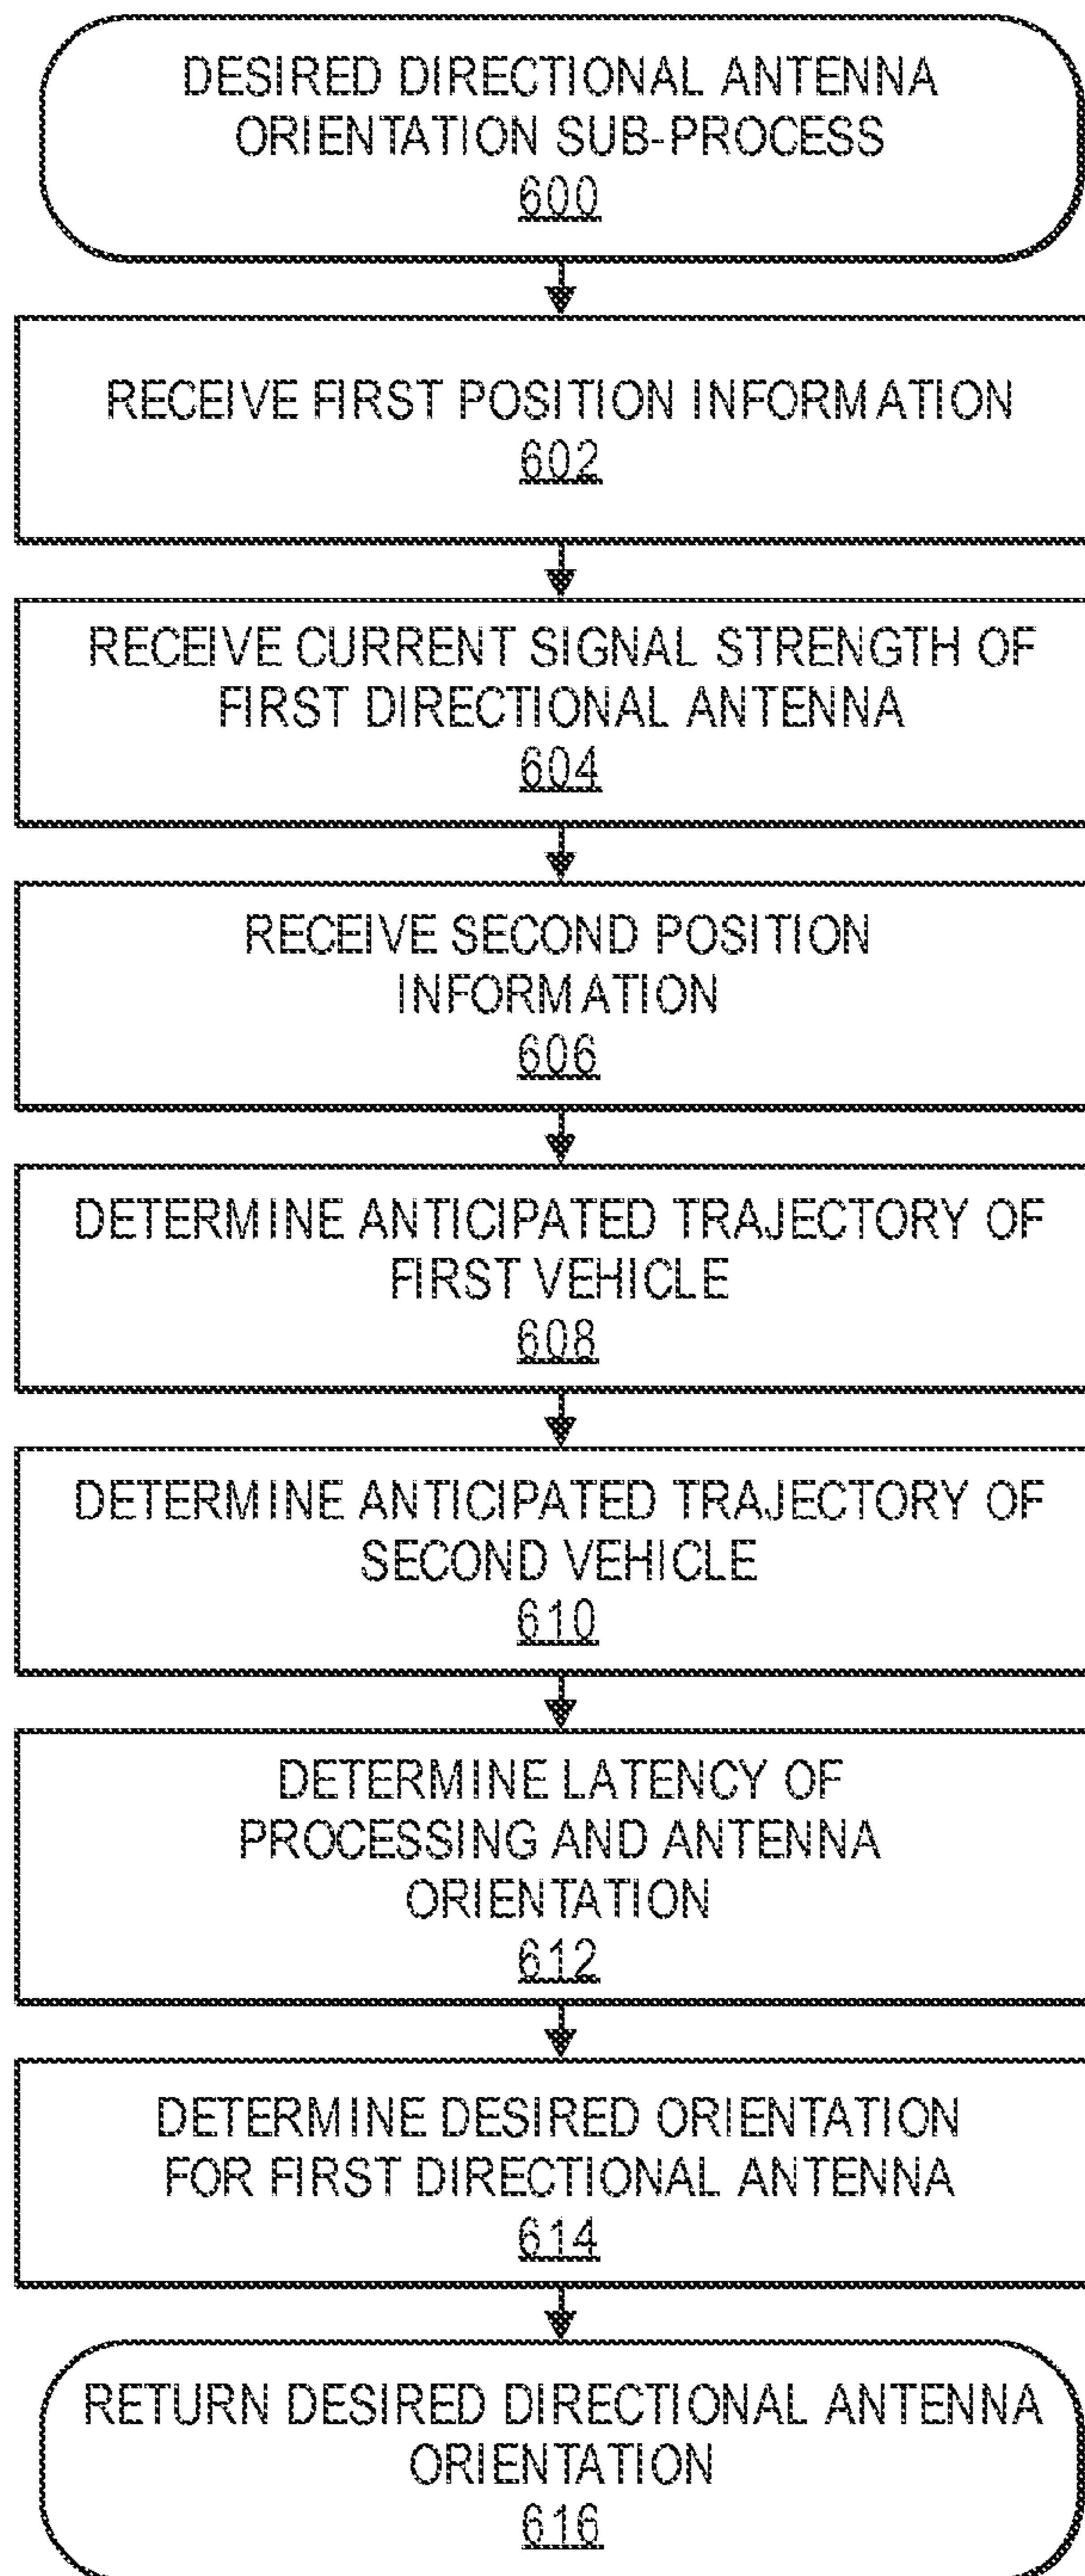 DESIRED DIRECTIONAL ANTENNA
ORIENTATION SUB-PROCESS
600
RECEIVE FIRST POSITION INFORMATION
602
RECEIVE CURRENT SIGNAL STRENGTH OF
FIRST DIRECTIONAL ANTENNA
604
RECEIVE SECOND POSITION
INFORMATION
606
DETERMINE ANTICIPATED TRAJECTORY OF
FIRST VEHICLE
608
DETERMINE ANTICIPATED TRAJECTORY OF
SECOND VEHICLE
610
DETERMINE LATENCY OF
PROCESSING AND ANTENNA
ORIENTATION
612
DETERMINE DESIRED ORIENTATION
FOR FIRST DIRECTIONAL ANTENNA
614
RETURN DESIRED DIRECTIONAL ANTENNA
ORIENTATION
616